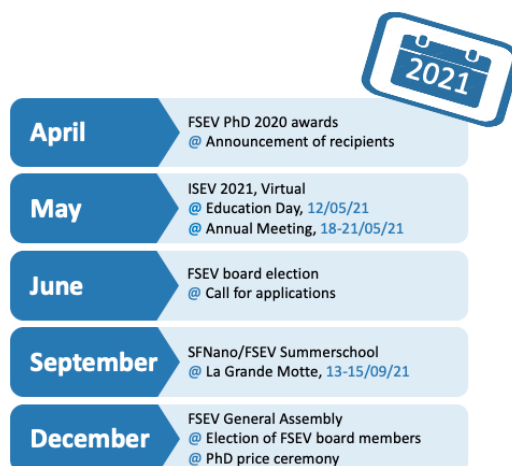 2021
April
FSEV PhD 2020 awards
@ Announcement of recipients
May
ISEV 2021, Virtual
@ Education Day, 12/05/21
@ Annual Meeting, 18-21/05/21
June
FSEV board election
@ Call for applications
September
SFNano/FSEV Summerschool
@ La Grande Motte, 13-15/09/21
December
FSEV General Assembly
@ Election of FSEV board members
@ PhD price ceremony